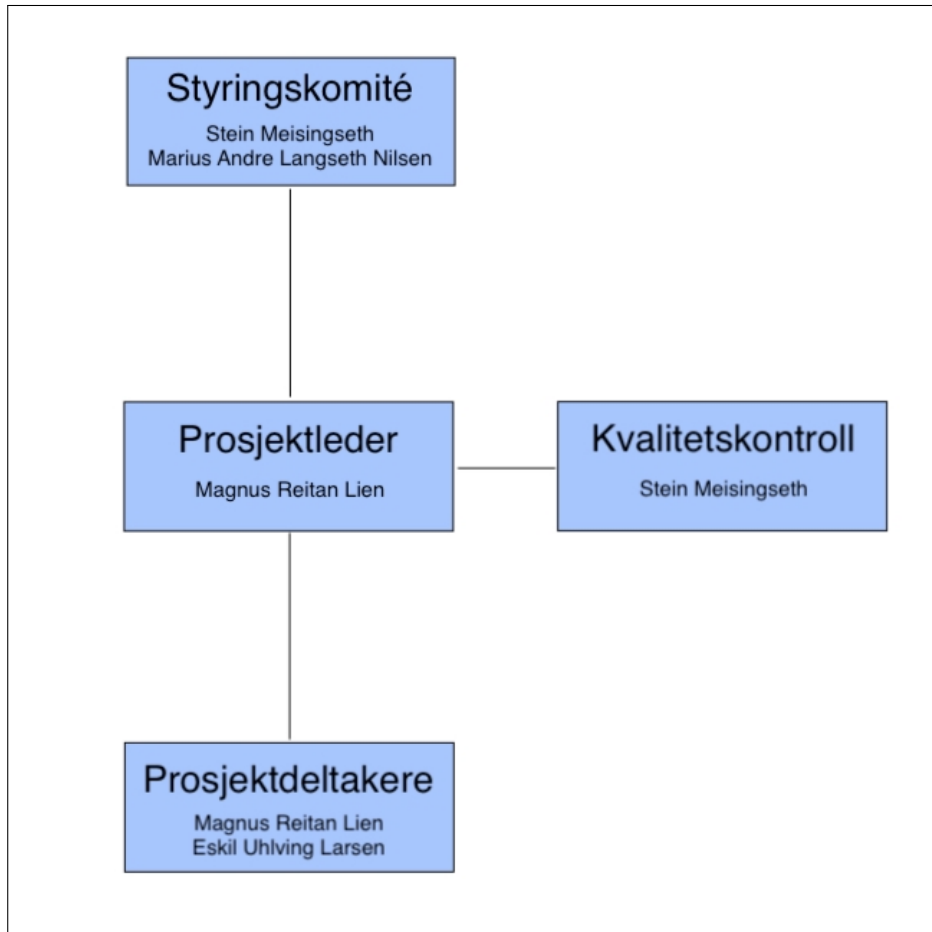 Styringskomité
Stein Meisingseth
Marius Andre Langseth Nilsen
Prosjektleder
Magnus Reitan Lien
Kvalitetskontroll
Stein Meisingseth
Prosjektdeltakere
Magnus Reitan Lien
Eskil Uhlving Larsen